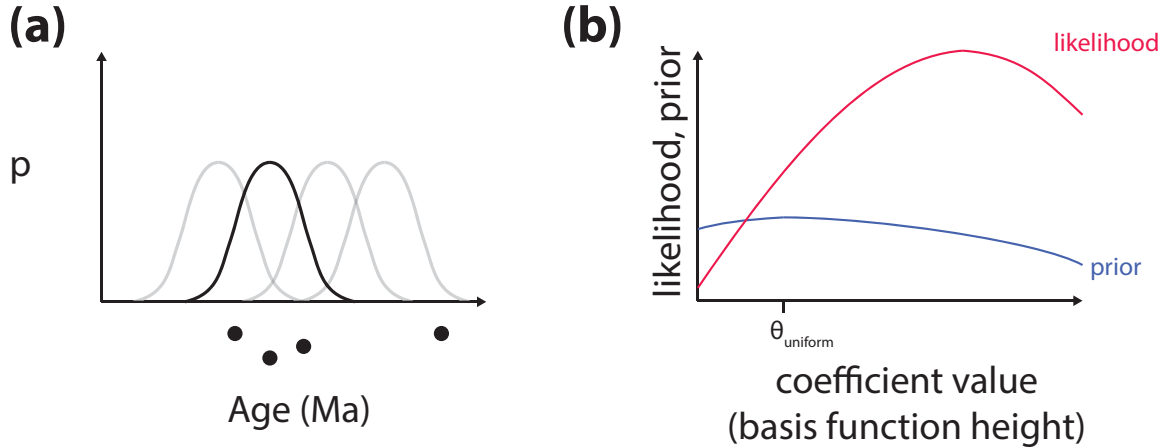 (a)
p
Age (Ma)
(b)
likelihood, prior
likelihood
prior
θuniform
coefficient value
(basis function height)